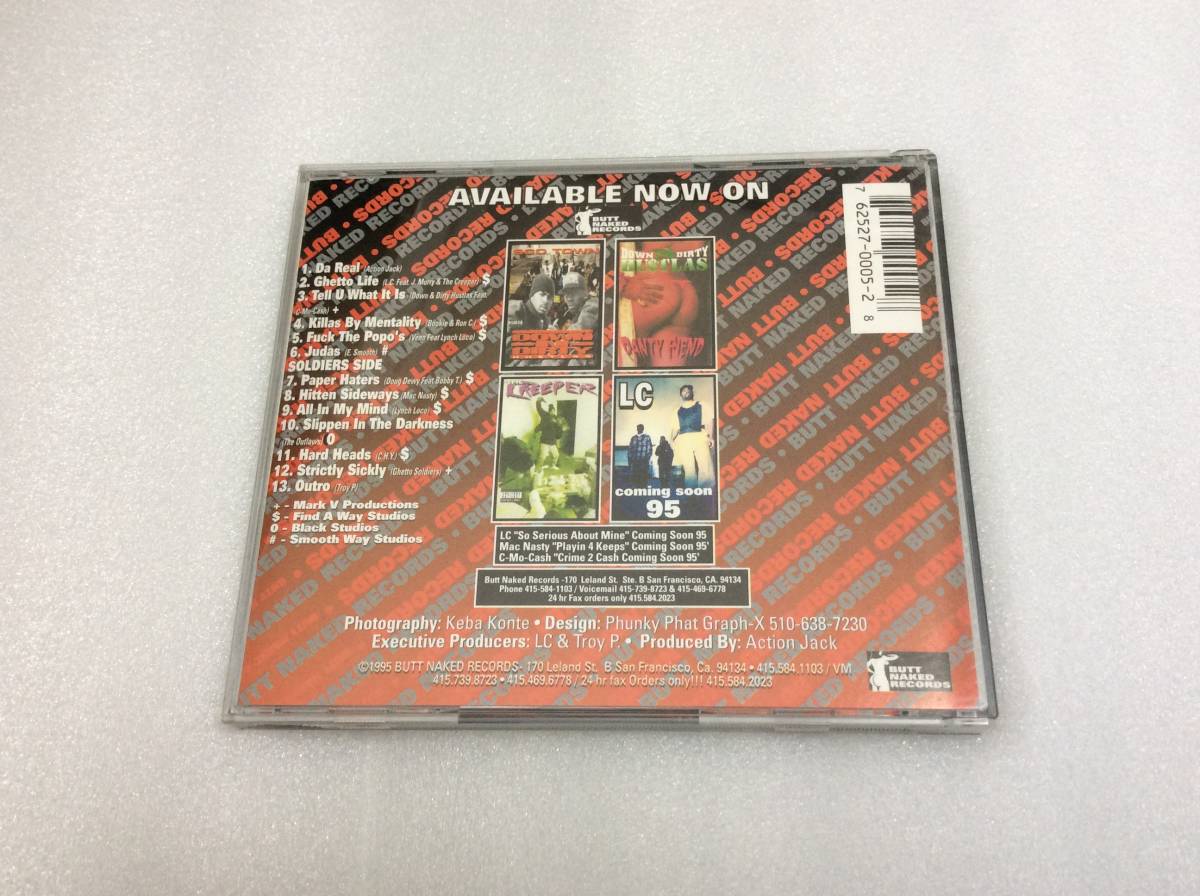 AVAILABLE NOW ON
BUTT
NAKED
RECORDS
1. Da Real (Action Jack)
2. Ghetto Life (L.C. Feat. J. Murry & The Creeper) $
3. Tell U What It Is (Down & Dirty Hustlas Feat.
C-Mo-Cash) +
4. Killas By Mentality (Bookie & Ron C) $
5. Fuck The Popo's (Venn Feat Lynch Loco) $
6. Judas (E. Smooth) #
SOLDIERS SIDE
7. Paper Haters (Doug Dewy Feat Bobby T.) $
8. Hitten Sideways (Mac Nasty) $
9. All In My Mind (Lynch Loco) $
10. Slippen In The Darkness
(The Outlaws) 0
11. Hard Heads (C.H.Y.) $
12. Strictly Sickly (Ghetto Soldiers) +
13. Outro (Troy P)
+ - Mark V Productions
$ - Find A Way Studios
0 - Black Studios
# - Smooth Way Studios
TOWN
DOWN
DIRTY
DOWN DIRTY
HUSTLAS
PANTY FIEND
CREEPER
LC
coming soon
95
LC "So Serious About Mine" Coming Soon 95
Mac Nasty "Playin 4 Keeps" Coming Soon 95'
C-Mo-Cash "Crime 2 Cash Coming Soon 95'
Butt Naked Records -170 Leland St. Ste. B San Francisco, CA. 94134
Phone 415-584-1103 / Voicemail 415-739-8723 & 415-469-6778
24 hr Fax orders only 415.584.2023
Photography: Keba Konte • Design: Phunky Phat Graph-X 510-638-7230
Executive Producers: LC & Troy P. • Produced By: Action Jack
©1995 BUTT NAKED RECORDS- 170 Leland St. B San Francisco, Ca. 94134 • 415.584.1103 / VM
415.739.8723 • 415.469.6778 / 24 hr fax Orders only!!! 415.584.2023
BUTT
NAKED
RECORDS
7 62527-0005-2 8
BUTT NAKED RECORDS • BUTT NAKED RECORDS